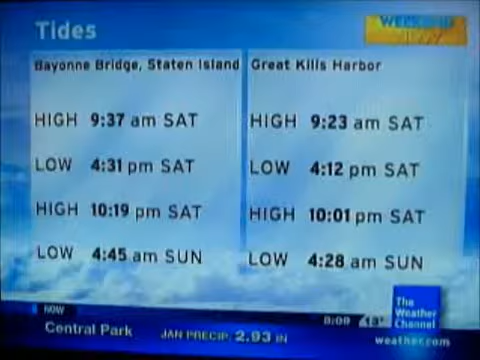 Tides
WEEKEND
Bayonne Bridge, Staten Island
HIGH 9:37 am SAT
LOW 4:31 pm SAT
HIGH 10:19 pm SAT
LOW 4:45 am SUN
Great Kills Harbor
HIGH 9:23 am SAT
LOW 4:12 pm SAT
HIGH 10:01 pm SAT
LOW 4:28 am SUN
NOW
Central Park
JAN PRECIP: 2.93 IN
The
Weather
Channel
weather.com